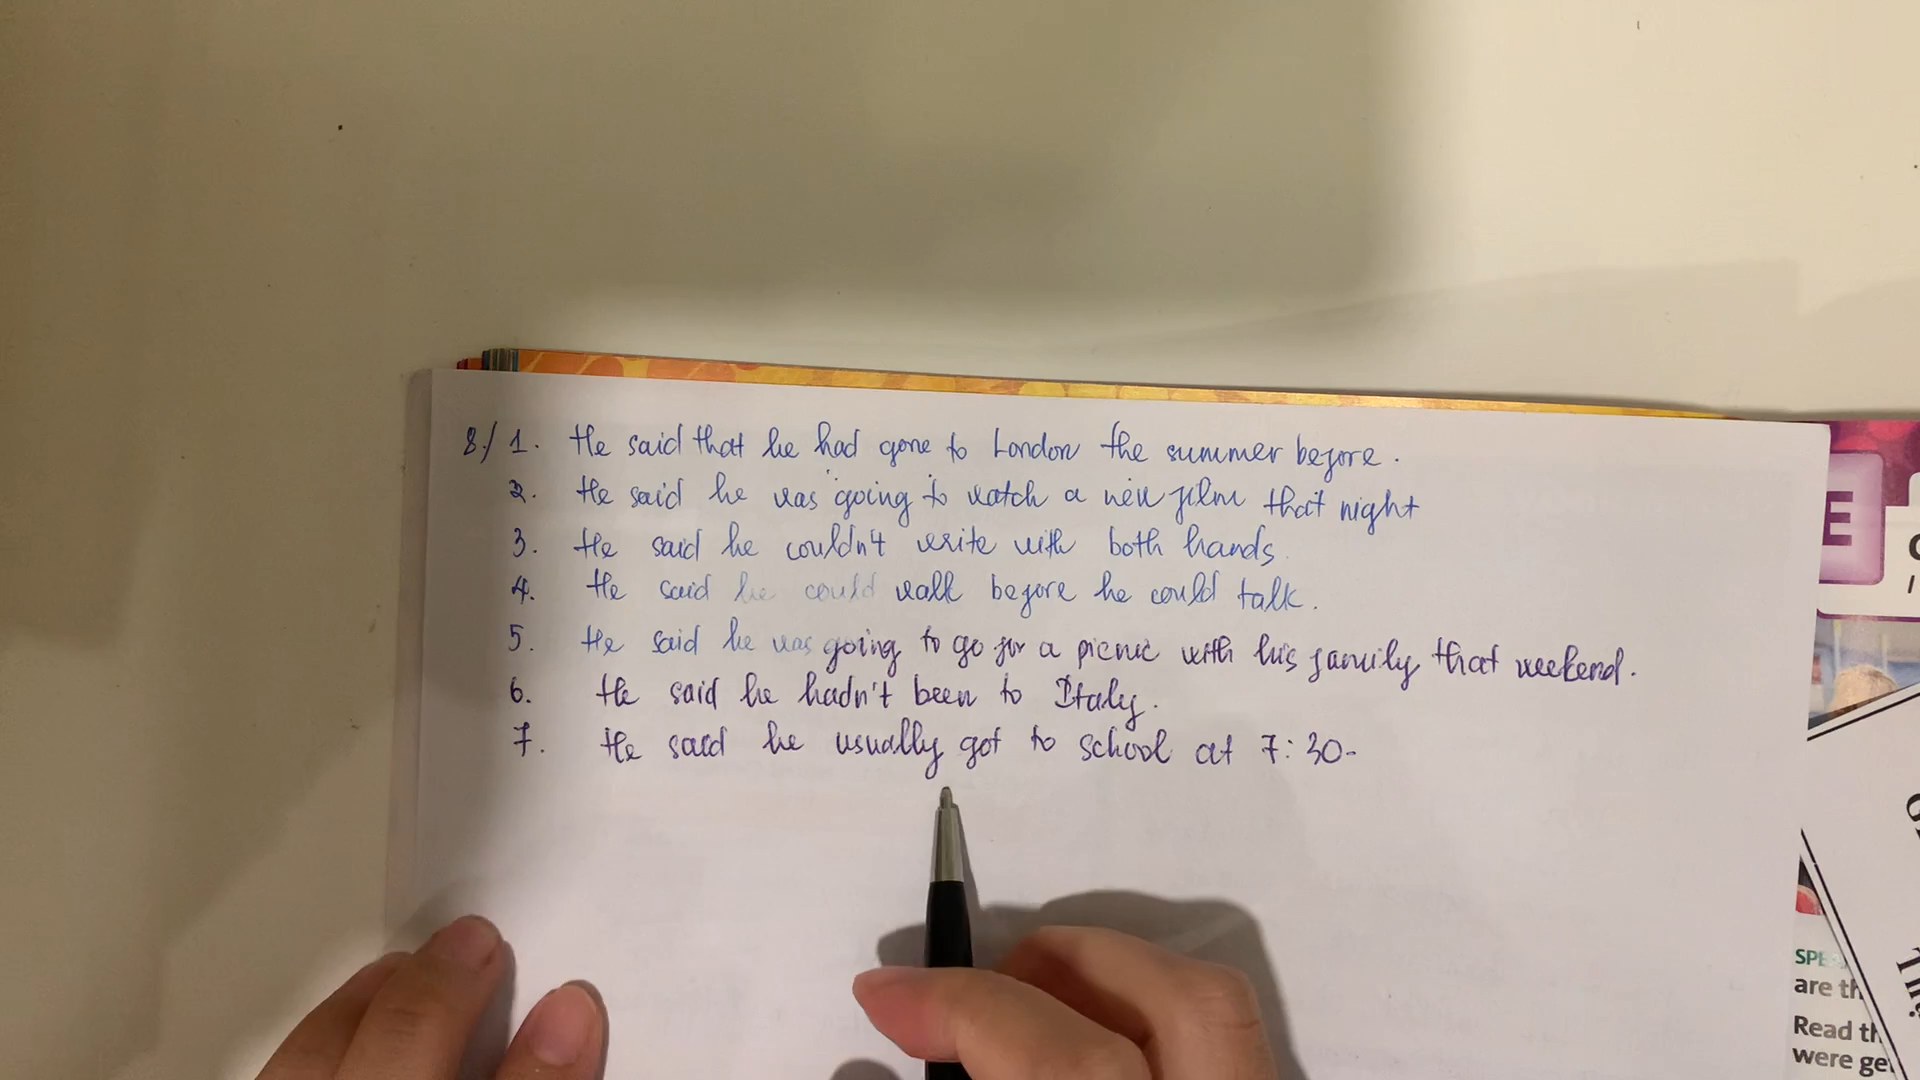 8./ 1. He said that he had gone to London the summer before.
2. He said he was going to watch a new film that night
3. He said he couldn't write with both hands.
4. He said he could walk before he could talk.
5. He said he was going to go for a picnic with his family that weekend.
6. He said he hadn't been to Italy.
7. He said he usually got to school at 7:30-
E
SPE
are th
Read th
were ge